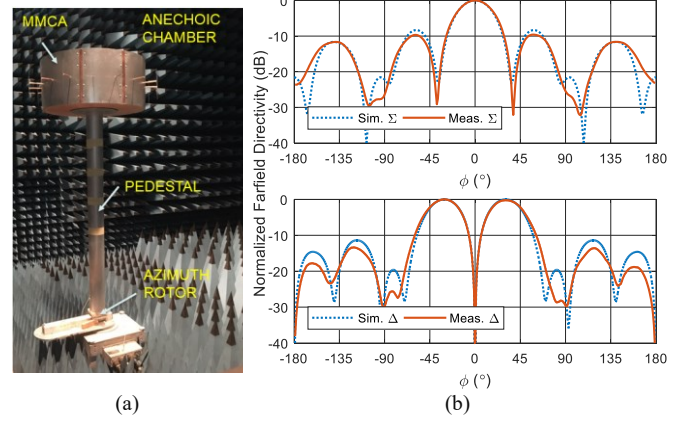 MMCA
ANECHOIC
CHAMBER
PEDESTAL
AZIMUTH
ROTOR
(a)
Normalized Farfield Directivity (dB)
0
-10
-20
-30
-40
Sim. Σ Meas. Σ
-180 -135 -90 -45 0 45 90 135 180
ϕ (°)
0
-10
-20
-30
-40
Sim. Δ Meas. Δ
-180 -135 -90 -45 0 45 90 135 180
ϕ (°)
(b)